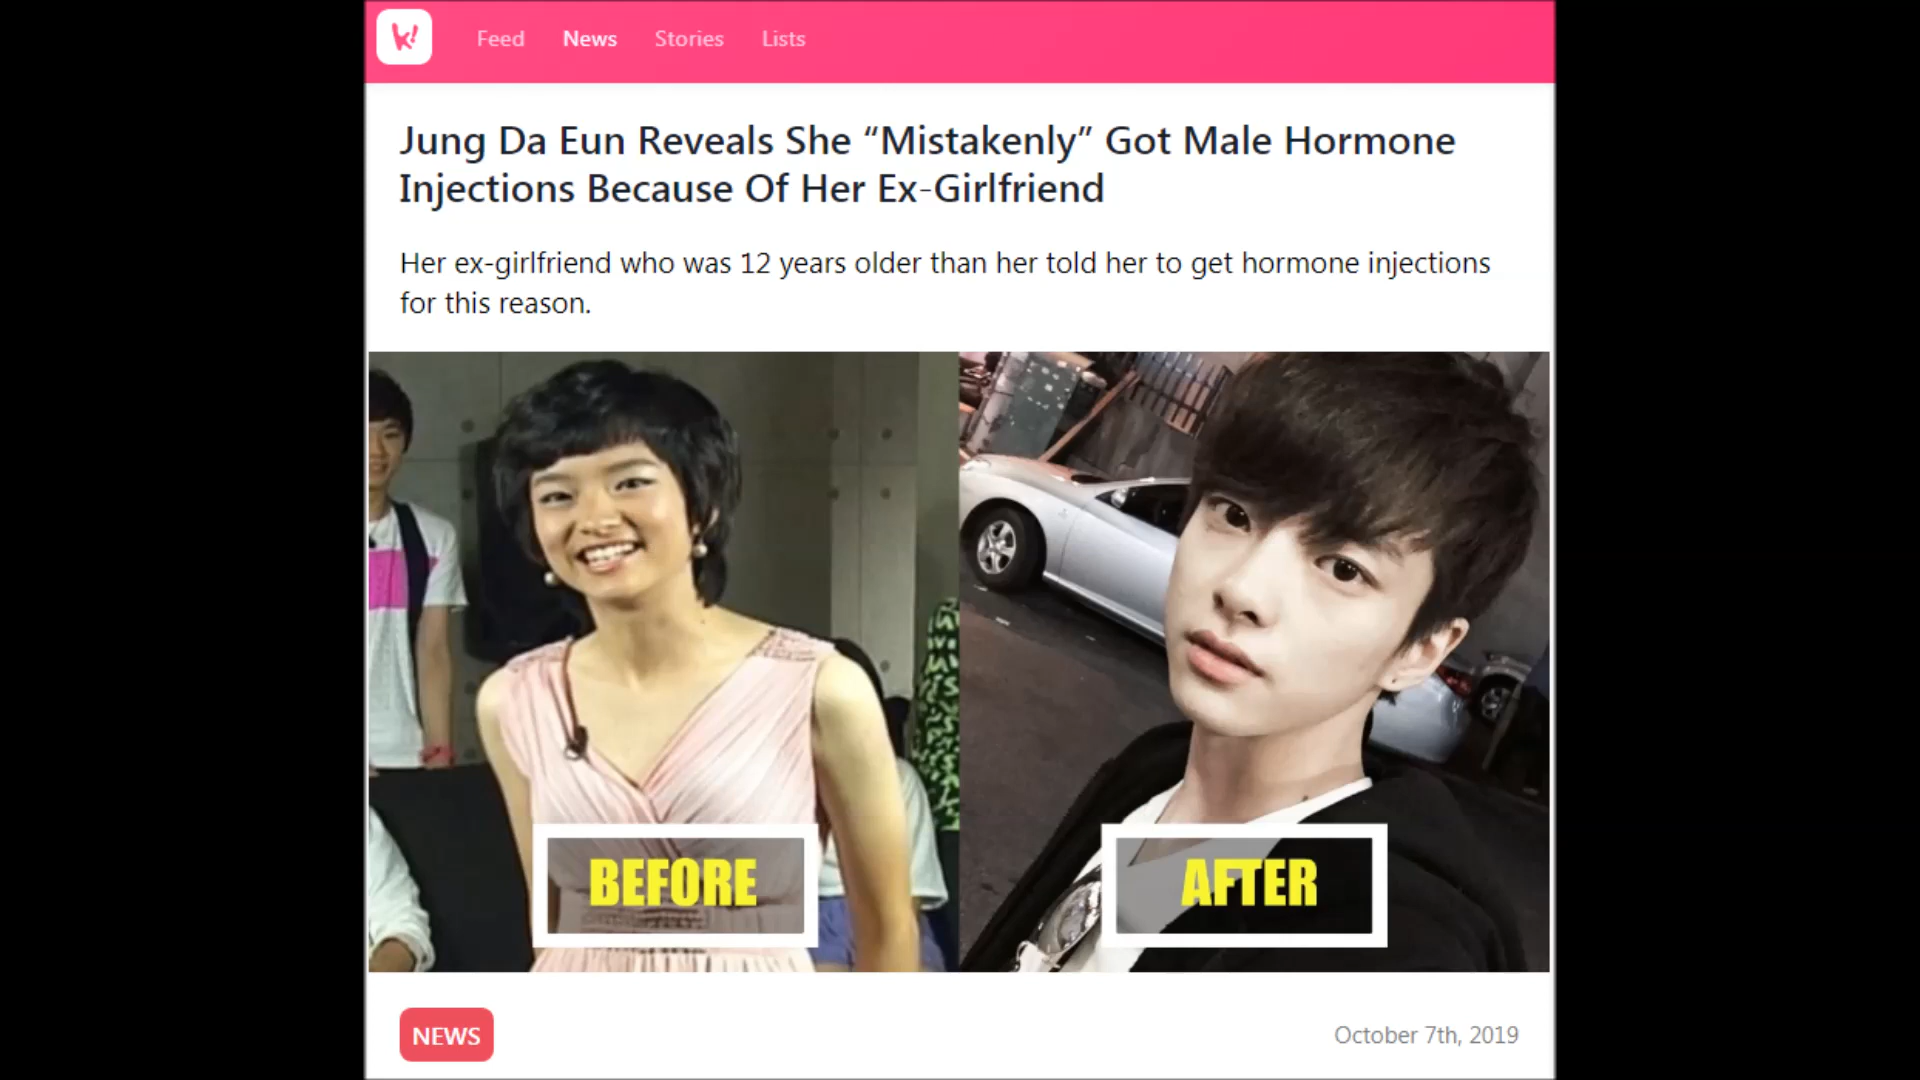 k!
Feed News Stories Lists
Jung Da Eun Reveals She “Mistakenly” Got Male Hormone
Injections Because Of Her Ex-Girlfriend
Her ex-girlfriend who was 12 years older than her told her to get hormone injections
for this reason.
BEFORE
AFTER
NEWS
October 7th, 2019